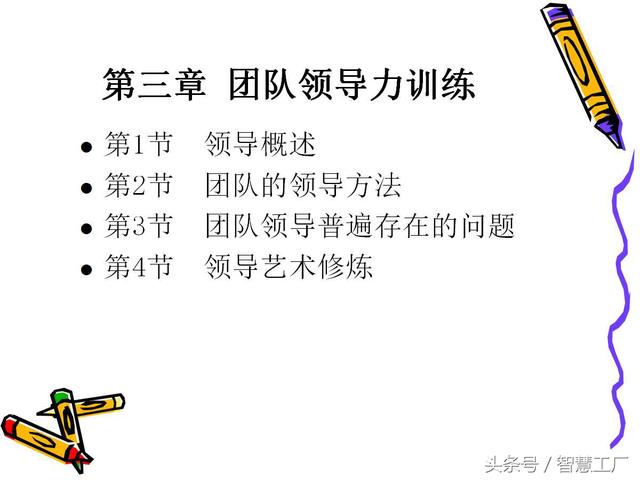 第三章 团队领导力训练
第1节 领导概述
第2节 团队的领导方法
第3节 团队领导普遍存在的问题
第4节 领导艺术修炼
头条号 / 智慧工厂